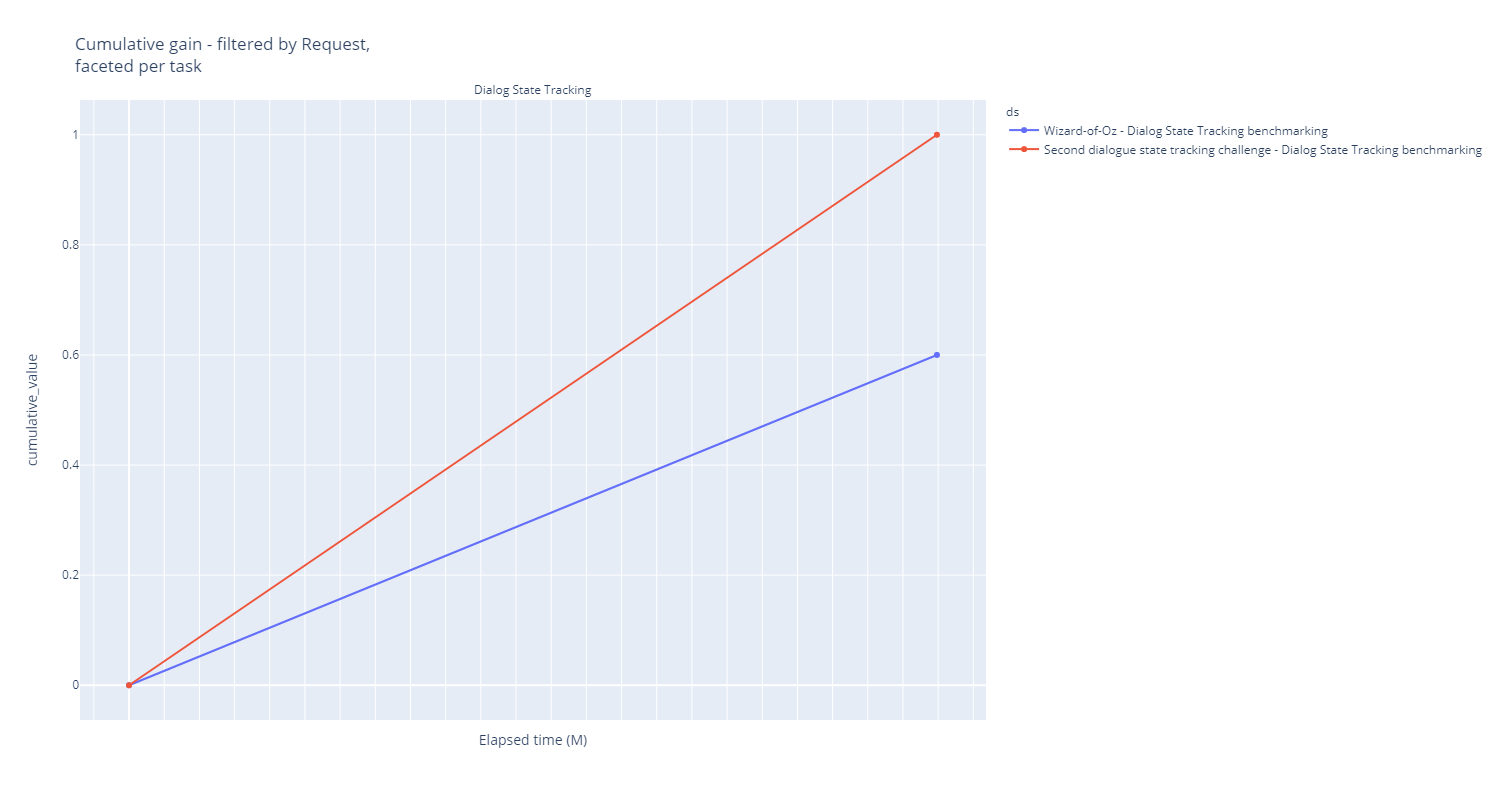 Cumulative gain - filtered by Request,
faceted per task
Dialog State Tracking
ds
Wizard-of-Oz - Dialog State Tracking benchmarking
Second dialogue state tracking challenge - Dialog State Tracking benchmarking
1
0.8
0.6
0.4
0.2
0
cumulative_value
Elapsed time (M)